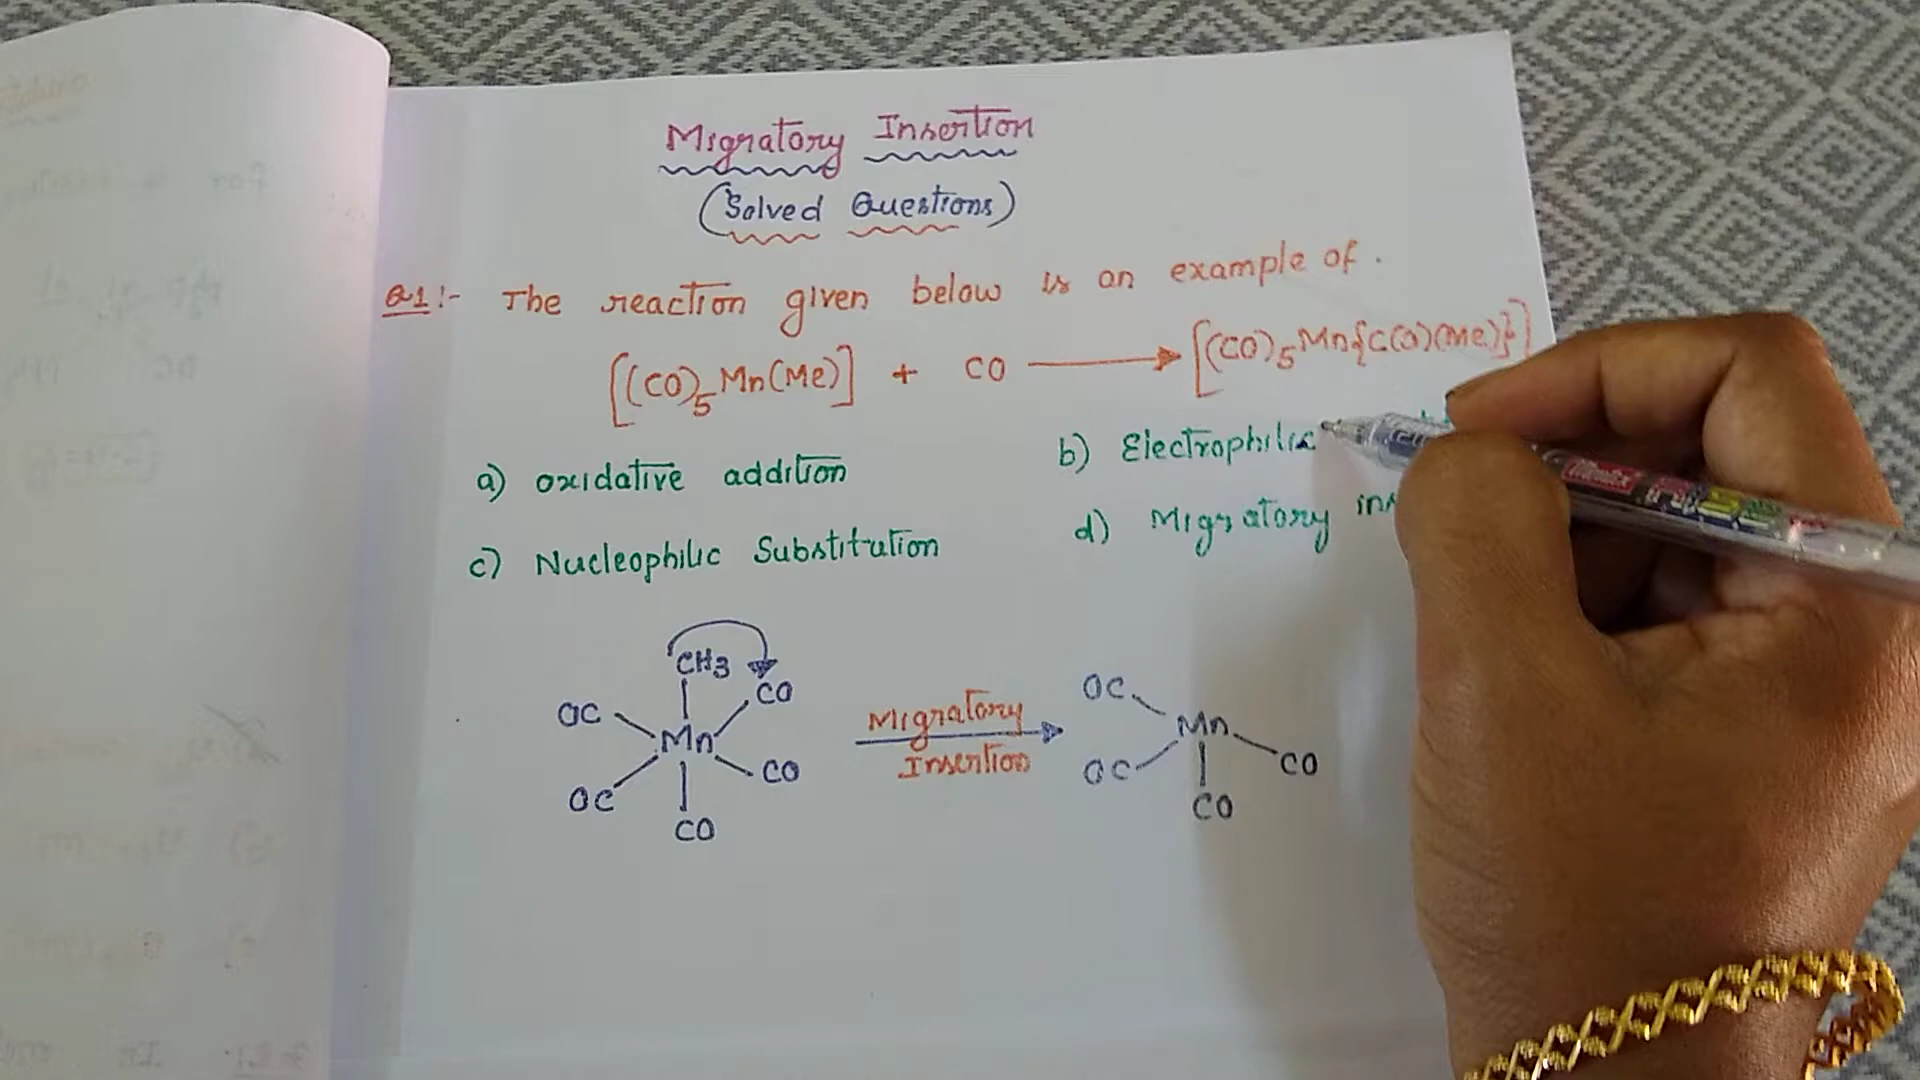 Migratory Insertion
(Solved Questions)
Q1:- The reaction given below is an example of.
[(CO)5Mn(Me)] + CO ⟶ [(CO)5Mn{C(O)(Me)}]
a) oxidative addition
b) Electrophilic
c) Nucleophilic Substitution
d) Migratory
CH3
OC CO
Mn
OC CO
CO
Migratory
Insertion
OC
Mn
OC CO
CO